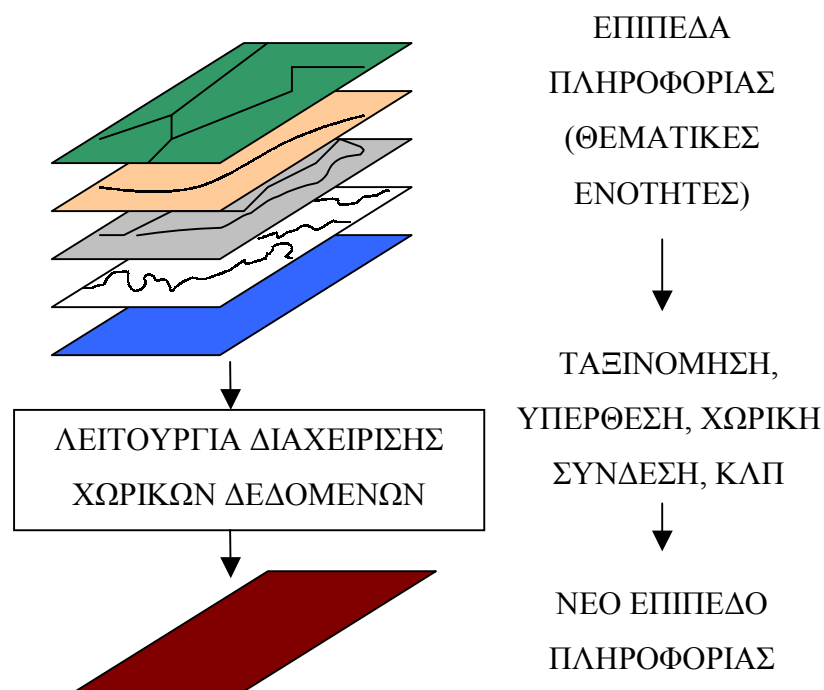 ΕΠΙΠΕΔΑ
ΠΛΗΡΟΦΟΡΙΑΣ
(ΘΕΜΑΤΙΚΕΣ
ΕΝΟΤΗΤΕΣ)
ΛΕΙΤΟΥΡΓΙΑ ΔΙΑΧΕΙΡΙΣΗΣ
ΧΩΡΙΚΩΝ ΔΕΔΟΜΕΝΩΝ
ΤΑΞΙΝΟΜΗΣΗ,
ΥΠΕΡΘΕΣΗ, ΧΩΡΙΚΗ
ΣΥΝΔΕΣΗ, ΚΛΠ
ΝΕΟ ΕΠΙΠΕΔΟ
ΠΛΗΡΟΦΟΡΙΑΣ